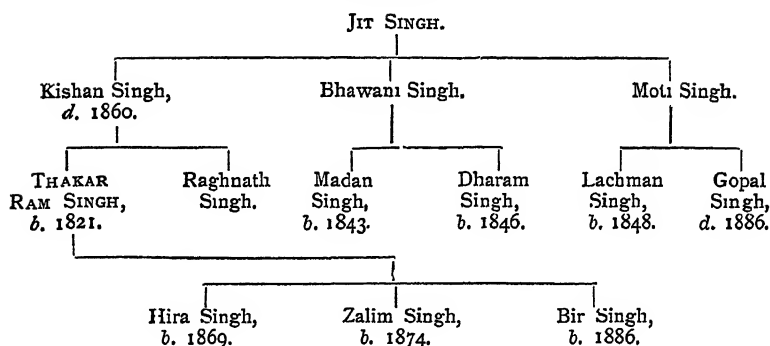 JIT SINGH.
Kishan Singh, Bhawani Singh. Moti Singh.
d. 1860.
THAKAR Raghnath Madan Dharam Lachman Gopal
RAM SINGH, Singh. Singh, Singh, Singh, Singh,
b. 1821. b. 1843. b. 1846. b. 1848. d. 1886.
Hira Singh, Zalim Singh, Bir Singh,
b. 1869. b. 1874. b. 1886.